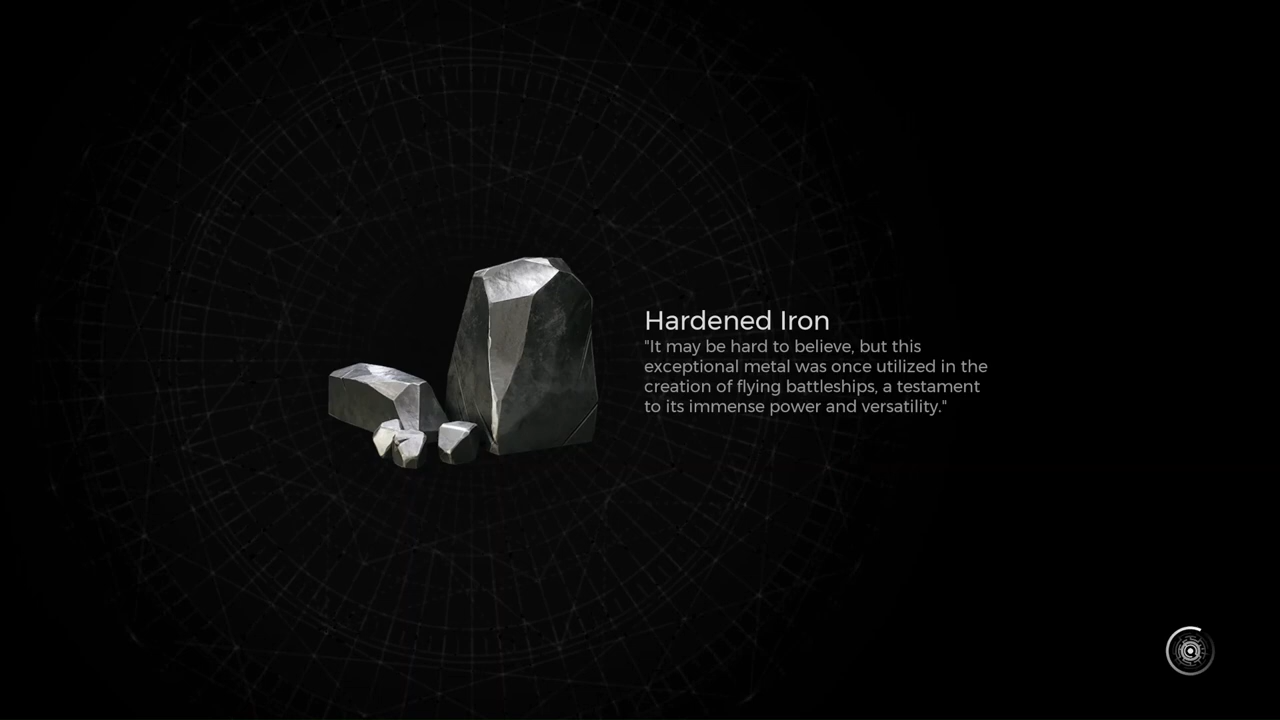 Hardened Iron
"It may be hard to believe, but this
exceptional metal was once utilized in the
creation of flying battleships, a testament
to its immense power and versatility."